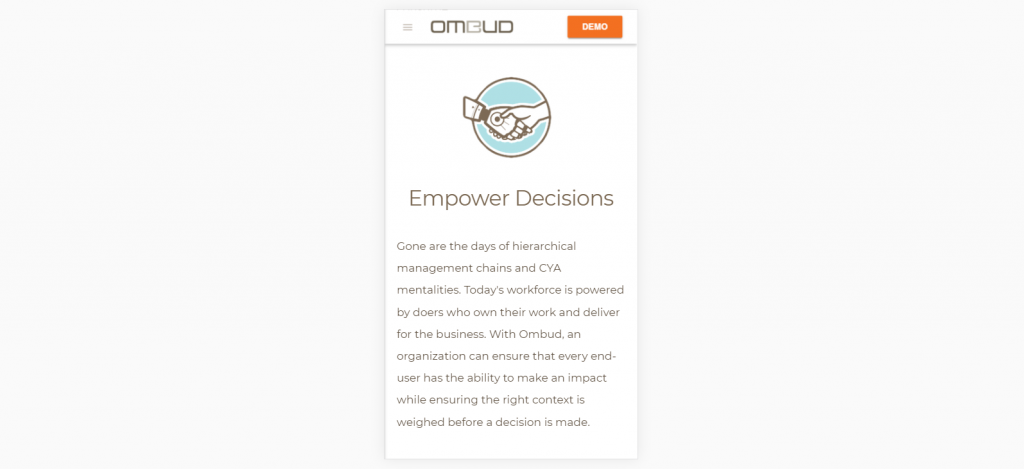 OMBUD
DEMO
Empower Decisions
Gone are the days of hierarchical
management chains and CYA
mentalities. Today's workforce is powered
by doers who own their work and deliver
for the business. With Ombud, an
organization can ensure that every end-
user has the ability to make an impact
while ensuring the right context is
weighed before a decision is made.